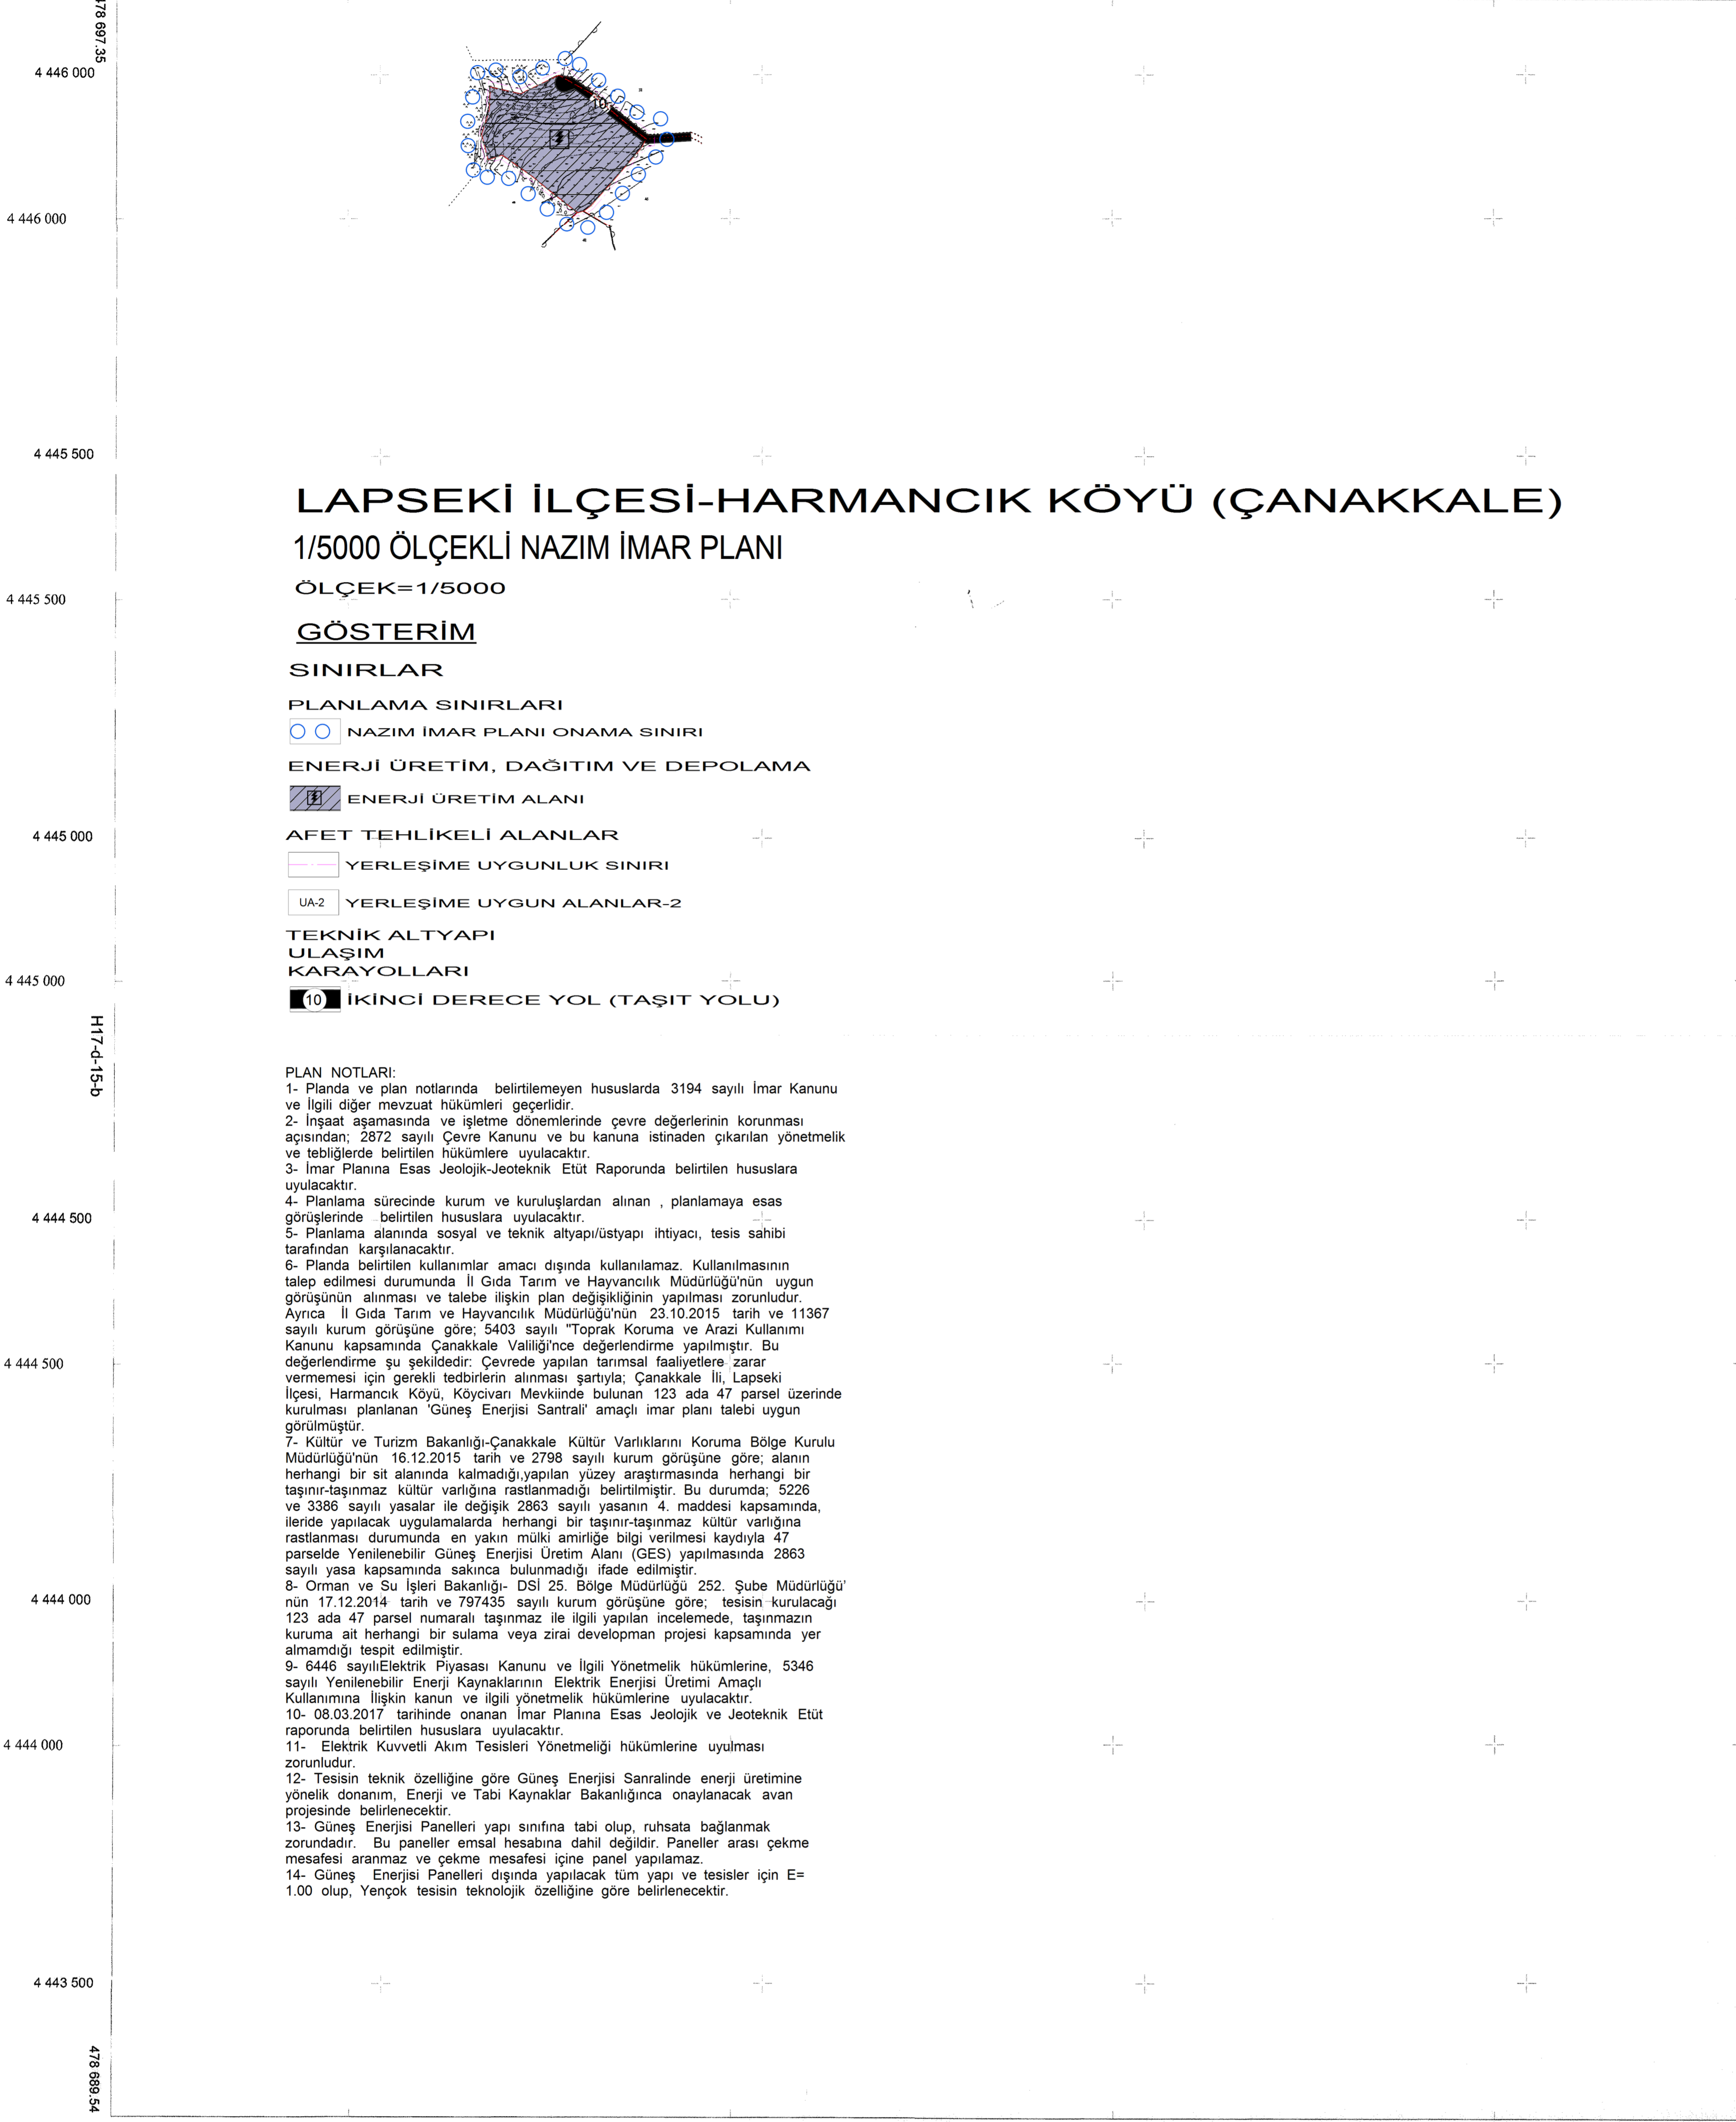 478 697.35
4 446 000
10
4 446 000
4 445 500
LAPSEKİ İLÇESİ-HARMANCIK KÖYÜ (ÇANAKKALE)
1/5000 ÖLÇEKLİ NAZIM İMAR PLANI
ÖLÇEK=1/5000
4 445 500
GÖSTERİM
SINIRLAR
PLANLAMA SINIRLARI
NAZIM İMAR PLANI ONAMA SINIRI
ENERJİ ÜRETİM, DAĞITIM VE DEPOLAMA
ENERJİ ÜRETİM ALANI
4 445 000
AFET TEHLİKELİ ALANLAR
YERLEŞİME UYGUNLUK SINIRI
UA-2 YERLEŞİME UYGUN ALANLAR-2
TEKNİK ALTYAPI
ULAŞIM
KARAYOLLARI
4 445 000
10 İKİNCİ DERECE YOL (TAŞIT YOLU)
H17-d-15-b
PLAN NOTLARI:
1- Planda ve plan notlarında belirtilemeyen hususlarda 3194 sayılı İmar Kanunu
ve İlgili diğer mevzuat hükümleri geçerlidir.
2- İnşaat aşamasında ve işletme dönemlerinde çevre değerlerinin korunması
açısından; 2872 sayılı Çevre Kanunu ve bu kanuna istinaden çıkarılan yönetmelik
ve tebliğlerde belirtilen hükümlere uyulacaktır.
3- İmar Planına Esas Jeolojik-Jeoteknik Etüt Raporunda belirtilen hususlara
uyulacaktır.
4- Planlama sürecinde kurum ve kuruluşlardan alınan , planlamaya esas
görüşlerinde belirtilen hususlara uyulacaktır.
4 444 500
5- Planlama alanında sosyal ve teknik altyapı/üstyapı ihtiyacı, tesis sahibi
tarafından karşılanacaktır.
6- Planda belirtilen kullanımlar amacı dışında kullanılamaz. Kullanılmasının
talep edilmesi durumunda İl Gıda Tarım ve Hayvancılık Müdürlüğü'nün uygun
görüşünün alınması ve talebe ilişkin plan değişikliğinin yapılması zorunludur.
Ayrıca İl Gıda Tarım ve Hayvancılık Müdürlüğü'nün 23.10.2015 tarih ve 11367
sayılı kurum görüşüne göre; 5403 sayılı "Toprak Koruma ve Arazi Kullanımı
Kanunu kapsamında Çanakkale Valiliği'nce değerlendirme yapılmıştır. Bu
değerlendirme şu şekildedir: Çevrede yapılan tarımsal faaliyetlere zarar
4 444 500
vermemesi için gerekli tedbirlerin alınması şartıyla; Çanakkale İli, Lapseki
İlçesi, Harmancık Köyü, Köycivarı Mevkiinde bulunan 123 ada 47 parsel üzerinde
kurulması planlanan 'Güneş Enerjisi Santrali' amaçlı imar planı talebi uygun
görülmüştür.
7- Kültür ve Turizm Bakanlığı-Çanakkale Kültür Varlıklarını Koruma Bölge Kurulu
Müdürlüğü'nün 16.12.2015 tarih ve 2798 sayılı kurum görüşüne göre; alanın
herhangi bir sit alanında kalmadığı,yapılan yüzey araştırmasında herhangi bir
taşınır-taşınmaz kültür varlığına rastlanmadığı belirtilmiştir. Bu durumda; 5226
ve 3386 sayılı yasalar ile değişik 2863 sayılı yasanın 4. maddesi kapsamında,
ileride yapılacak uygulamalarda herhangi bir taşınır-taşınmaz kültür varlığına
rastlanması durumunda en yakın mülki amirliğe bilgi verilmesi kaydıyla 47
parselde Yenilenebilir Güneş Enerjisi Üretim Alanı (GES) yapılmasında 2863
sayılı yasa kapsamında sakınca bulunmadığı ifade edilmiştir.
8- Orman ve Su İşleri Bakanlığı- DSİ 25. Bölge Müdürlüğü 252. Şube Müdürlüğü'
nün 17.12.2014 tarih ve 797435 sayılı kurum görüşüne göre; tesisin kurulacağı
4 444 000
123 ada 47 parsel numaralı taşınmaz ile ilgili yapılan incelemede, taşınmazın
kuruma ait herhangi bir sulama veya zirai developman projesi kapsamında yer
almamdığı tespit edilmiştir.
9- 6446 sayılıElektrik Piyasası Kanunu ve İlgili Yönetmelik hükümlerine, 5346
sayılı Yenilenebilir Enerji Kaynaklarının Elektrik Enerjisi Üretimi Amaçlı
Kullanımına İlişkin kanun ve ilgili yönetmelik hükümlerine uyulacaktır.
10- 08.03.2017 tarihinde onanan İmar Planına Esas Jeolojik ve Jeoteknik Etüt
raporunda belirtilen hususlara uyulacaktır.
4 444 000
11- Elektrik Kuvvetli Akım Tesisleri Yönetmeliği hükümlerine uyulması
zorunludur.
12- Tesisin teknik özelliğine göre Güneş Enerjisi Sanralinde enerji üretimine
yönelik donanım, Enerji ve Tabi Kaynaklar Bakanlığınca onaylanacak avan
projesinde belirlenecektir.
13- Güneş Enerjisi Panelleri yapı sınıfına tabi olup, ruhsata bağlanmak
zorundadır. Bu paneller emsal hesabına dahil değildir. Paneller arası çekme
mesafesi aranmaz ve çekme mesafesi içine panel yapılamaz.
14- Güneş Enerjisi Panelleri dışında yapılacak tüm yapı ve tesisler için E=
1.00 olup, Yençok tesisin teknolojik özelliğine göre belirlenecektir.
4 443 500
478 689.54